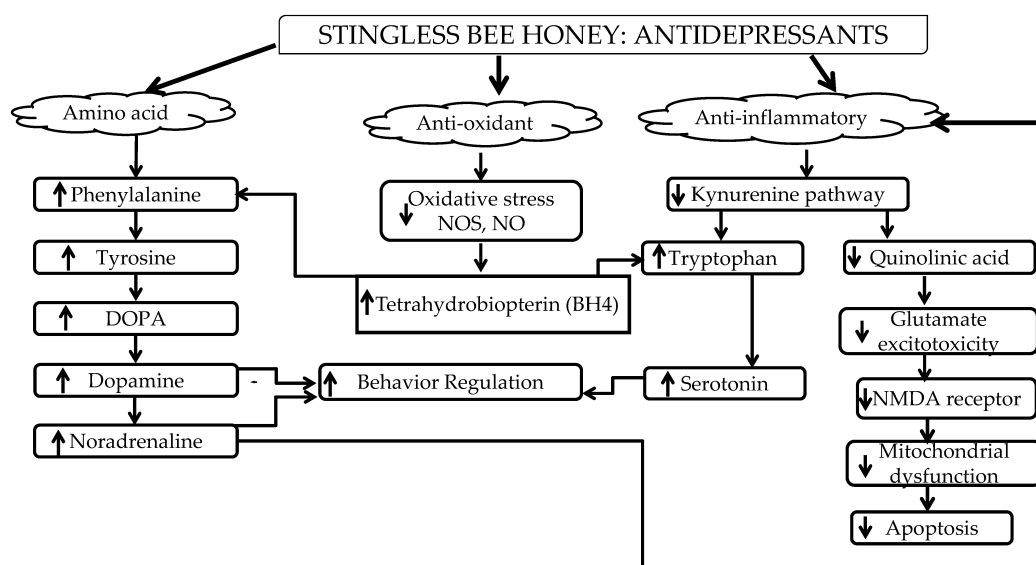 STINGLESS BEE HONEY: ANTIDEPRESSANTS
Amino acid
Anti-oxidant
Anti-inflammatory
Phenylalanine
Oxidative stress
NOS, NO
Kynurenine pathway
Tyrosine
Tryptophan
Quinolinic acid
Tetrahydrobiopterin (BH4)
DOPA
Glutamate
excitotoxicity
Dopamine
-
Behavior Regulation
Serotonin
NMDA receptor
Noradrenaline
Mitochondrial
dysfunction
Apoptosis